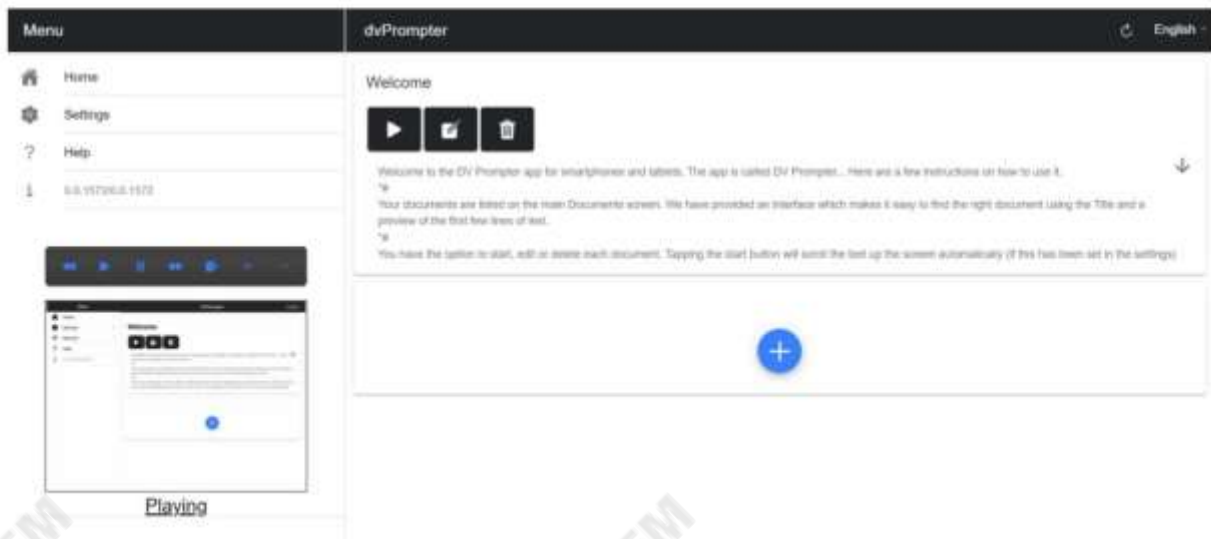 Menu
dvPrompter
English
Home
Settings
? Help
Welcome
Welcome to the DV Prompter app for smartphones and tablets. The app is called DV Prompter... Here are a few instructions on how to use it.
Your documents are listed on the main Documents screen. We have provided an interface which makes it easy to find the right document using the Title and a
preview of the first few lines of text.
You have the option to start, edit or delete each document. Tapping the start button will scroll the text up the screen automatically (if this has been set in the settings)
Welcome
Playing